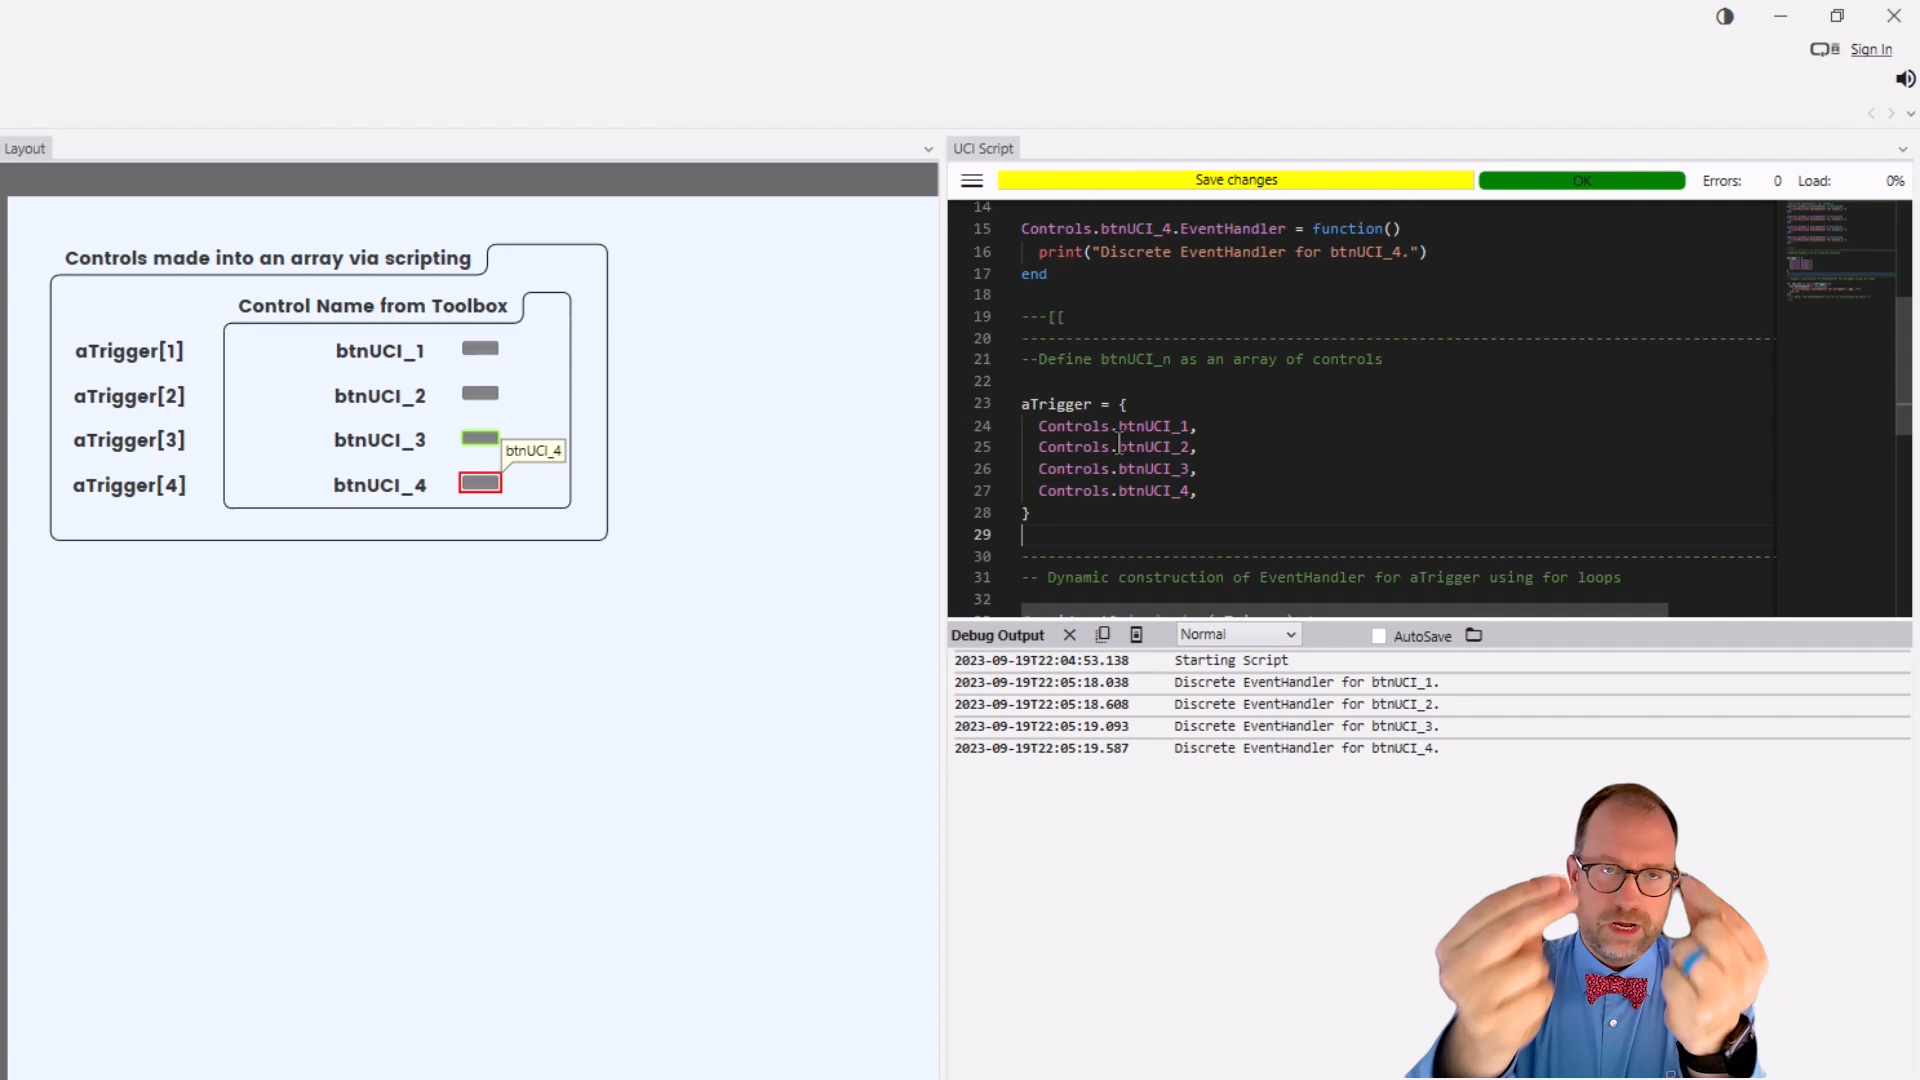 Sign In
Layout
UCI Script
Save changes
OK
Errors: 0 Load: 0%
Controls made into an array via scripting
Control Name from Toolbox
aTrigger[1] btnUCI_1
aTrigger[2] btnUCI_2
aTrigger[3] btnUCI_3
btnUCI_4
aTrigger[4] btnUCI_4
14
15 Controls.btnUCI_4.EventHandler = function()
16 print("Discrete EventHandler for btnUCI_4.")
17 end
18
19 ---[[
20 --------------------------------------------------------------------------------------
21 --Define btnUCI_n as an array of controls
22
23 aTrigger = {
24 Controls.btnUCI_1,
25 Controls.btnUCI_2,
26 Controls.btnUCI_3,
27 Controls.btnUCI_4,
28 }
29
30 --------------------------------------------------------------------------------------
31 -- Dynamic construction of EventHandler for aTrigger using for loops
32
Debug Output Normal AutoSave
2023-09-19T22:04:53.138 Starting Script
2023-09-19T22:05:18.038 Discrete EventHandler for btnUCI_1.
2023-09-19T22:05:18.608 Discrete EventHandler for btnUCI_2.
2023-09-19T22:05:19.093 Discrete EventHandler for btnUCI_3.
2023-09-19T22:05:19.587 Discrete EventHandler for btnUCI_4.